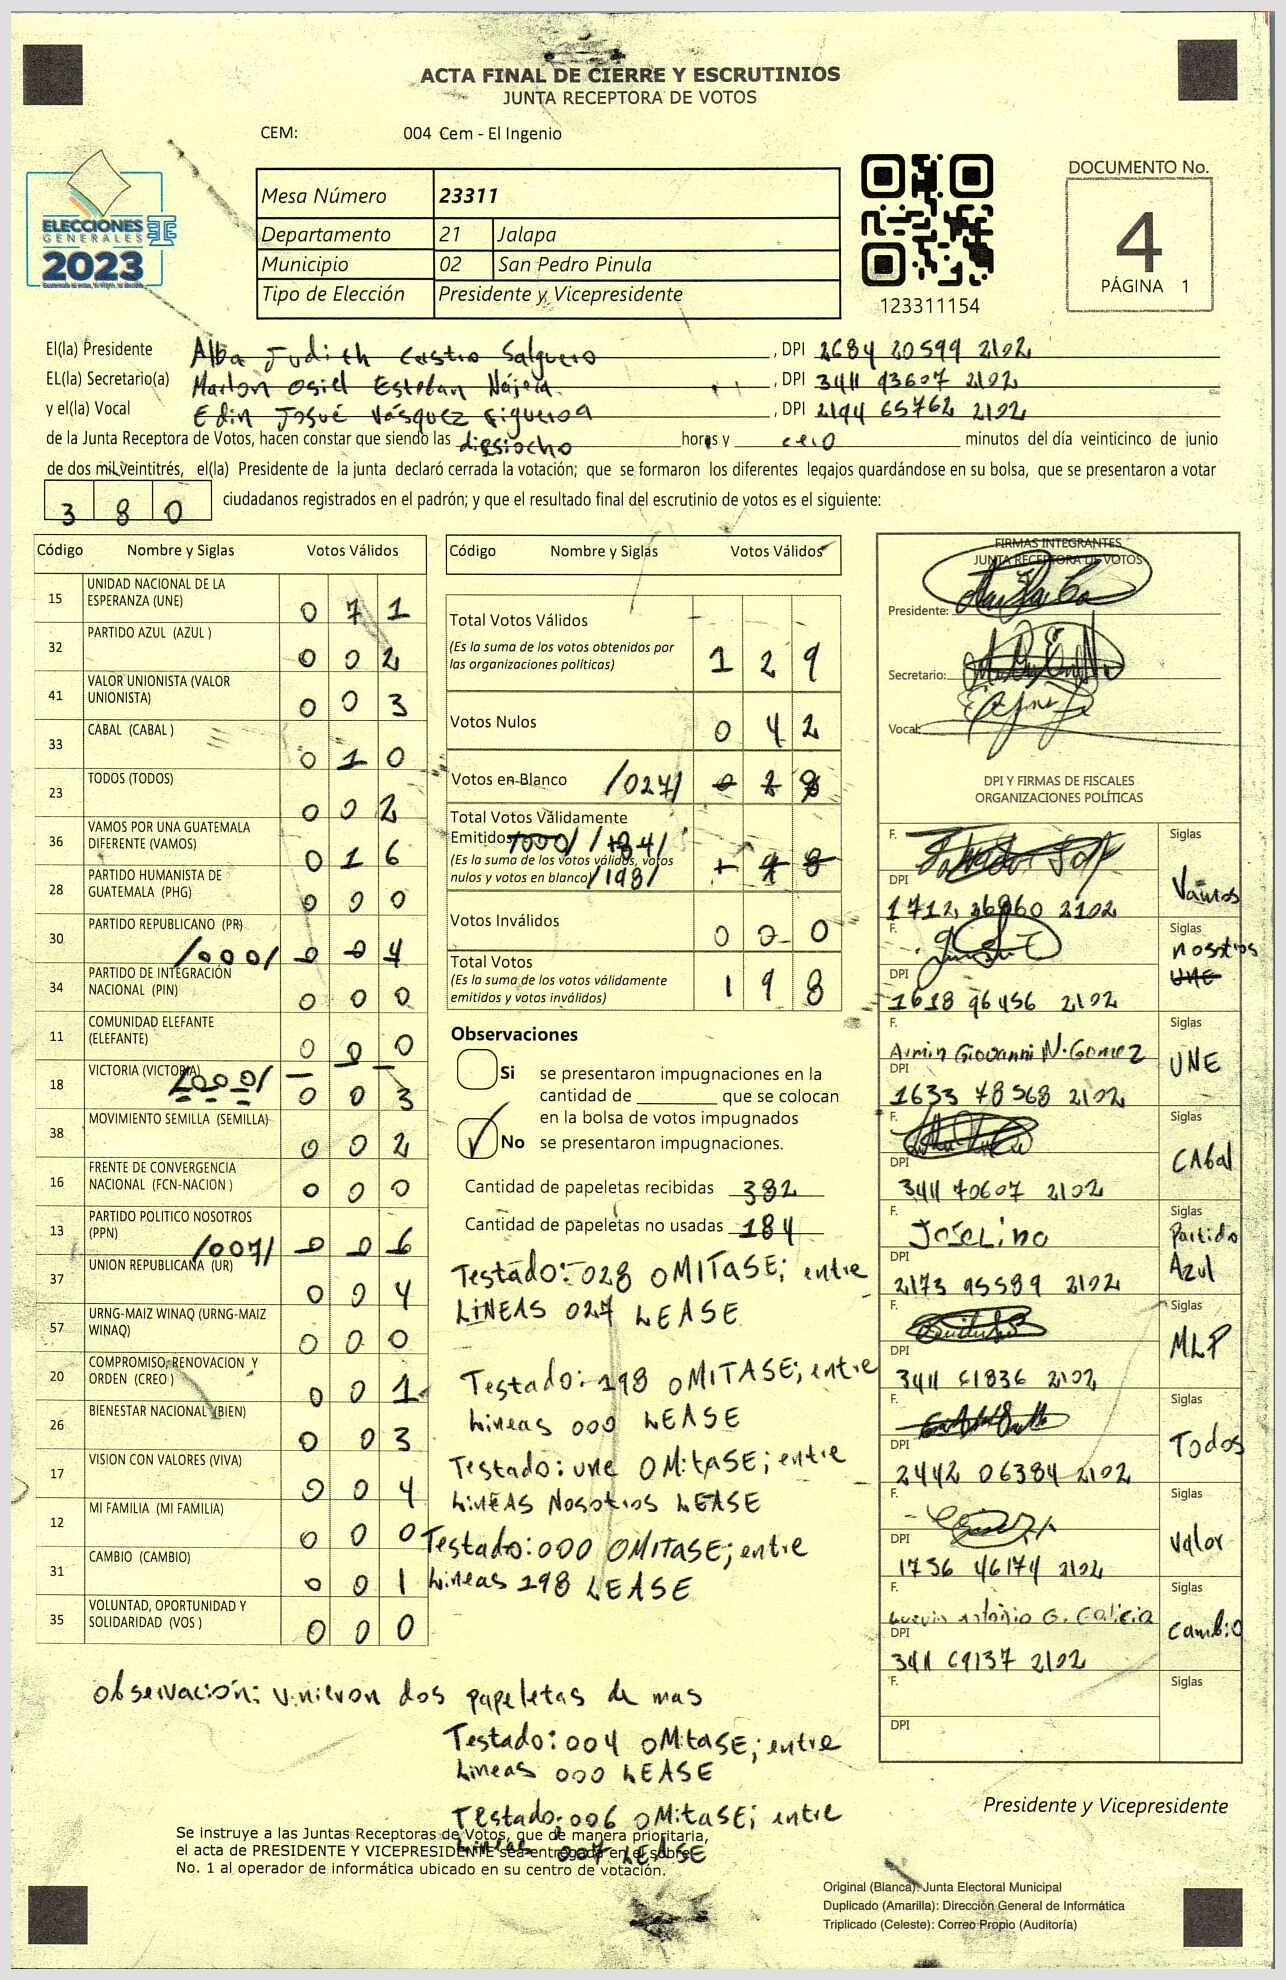 ACTA FINAL DE CIERRE Y ESCRUTINIOS
JUNTA RECEPTORA DE VOTOS
CEM: 004 Cem - El Ingenio
ELECCIONES
GENERALES
2023
Mesa Número 23311
Departamento 21 Jalapa
Municipio 02 San Pedro Pinula
Tipo de Elección Presidente y Vicepresidente
123311154
DOCUMENTO No.
4
PÁGINA 1
El(la) Presidente Alba Judith Castro Salguero , DPI 2684 20599 2102
EL(la) Secretario(a) Marlon Osiel Esteban Nájera , DPI 3411 93607 2102
y el(la) Vocal Edin Josué Vásquez Figueroa , DPI 2194 65762 2102
de la Junta Receptora de Votos, hacen constar que siendo las diesiocho horas y cero minutos del día veinticinco de junio
de dos mil veintitrés, el(la) Presidente de la junta declaró cerrada la votación; que se formaron los diferentes legajos quardándose en su bolsa, que se presentaron a votar
3 8 0 ciudadanos registrados en el padrón; y que el resultado final del escrutinio de votos es el siguiente:
Código Nombre y Siglas Votos Válidos
15 UNIDAD NACIONAL DE LA
ESPERANZA (UNE) 0 7 1
32 PARTIDO AZUL (AZUL ) 0 0 2
41 VALOR UNIONISTA (VALOR
UNIONISTA) 0 0 3
33 CABAL (CABAL ) 0 1 0
23 TODOS (TODOS) 0 0 2
36 VAMOS POR UNA GUATEMALA
DIFERENTE (VAMOS) 0 1 6
28 PARTIDO HUMANISTA DE
GUATEMALA (PHG) 0 0 0
30 PARTIDO REPUBLICANO (PR) /000/ 0 0 4
34 PARTIDO DE INTEGRACIÓN
NACIONAL (PIN) 0 0 0
11 COMUNIDAD ELEFANTE
(ELEFANTE) 0 0 0
18 VICTORIA (VICTORIA) /000/ 0 0 3
38 MOVIMIENTO SEMILLA (SEMILLA) 0 0 2
16 FRENTE DE CONVERGENCIA
NACIONAL (FCN-NACION ) 0 0 0
13 PARTIDO POLITICO NOSOTROS
(PPN) /007/ 0 0 6
37 UNION REPUBLICANA (UR) 0 0 4
57 URNG-MAIZ WINAQ (URNG-MAIZ
WINAQ) 0 0 0
20 COMPROMISO, RENOVACION Y
ORDEN (CREO ) 0 0 1
26 BIENESTAR NACIONAL (BIEN) 0 0 3
17 VISION CON VALORES (VIVA) 0 0 4
12 MI FAMILIA (MI FAMILIA) 0 0 0
31 CAMBIO (CAMBIO) 0 0 1
35 VOLUNTAD, OPORTUNIDAD Y
SOLIDARIDAD (VOS ) 0 0 0
Código Nombre y Siglas Votos Válidos
Total Votos Válidos
(Es la suma de los votos obtenidos por
las organizaciones políticas) 1 2 9
Votos Nulos 0 4 2
Votos en Blanco /027/ 0 2 8
Total Votos Válidamente
Emitidos /000/ /184/
(Es la suma de los votos válidos, votos
nulos y votos en blanco) /198/ 1 9 8
Votos Inválidos 0 0 0
Total Votos
(Es la suma de los votos válidamente
emitidos y votos inválidos) 1 9 8
Observaciones
Si se presentaron impugnaciones en la
cantidad de ________ que se colocan
en la bolsa de votos impugnados
No se presentaron impugnaciones.
Cantidad de papeletas recibidas 382
Cantidad de papeletas no usadas 184
Testado: 028 OMITASE; entre
LINEAS 027 LEASE
Testado: 198 OMITASE; entre
Lineas 000 LEASE
Testado: une OMitASE; entre
LINEAS Nosotros LEASE
Testado: 000 OMITASE; entre
Lineas 198 LEASE
Observación: vinieron dos papeletas de mas
Testado: 004 OMitASE; entre
Lineas 000 LEASE
Testado: 006 OMitASE; entre
Lineas 007 LEASE
FIRMAS INTEGRANTES
JUNTA RECEPTORA DE VOTOS
Presidente:
Secretario:
Vocal:
DPI Y FIRMAS DE FISCALES
ORGANIZACIONES POLÍTICAS
F. Siglas
DPI Vamos
1712 26860 2102
F. Siglas
nosotros
DPI UNE
1618 96456 2102
F. Siglas
Armin Giovanni N. Gomez UNE
DPI
1633 78568 2102
F. Siglas
DPI CAbal
3411 70607 2102
F. Siglas
JoseLino Partido
DPI Azul
2173 95589 2102
F. Siglas
DPI MLP
3411 61836 2102
F. Siglas
DPI Todos
2442 06384 2102
F. Siglas
DPI Valor
1756 46174 2102
F. Siglas
Antonio G. Galicia Cambio
DPI
3411 69137 2102
F. Siglas
DPI
Presidente y Vicepresidente
Se instruye a las Juntas Receptoras de Votos, que de manera prioritaria,
el acta de PRESIDENTE Y VICEPRESIDENTE sea entregada en el sobre
No. 1 al operador de informática ubicado en su centro de votación.
Original (Blanca): Junta Electoral Municipal
Duplicado (Amarilla): Dirección General de Informática
Triplicado (Celeste): Correo Propio (Auditoría)